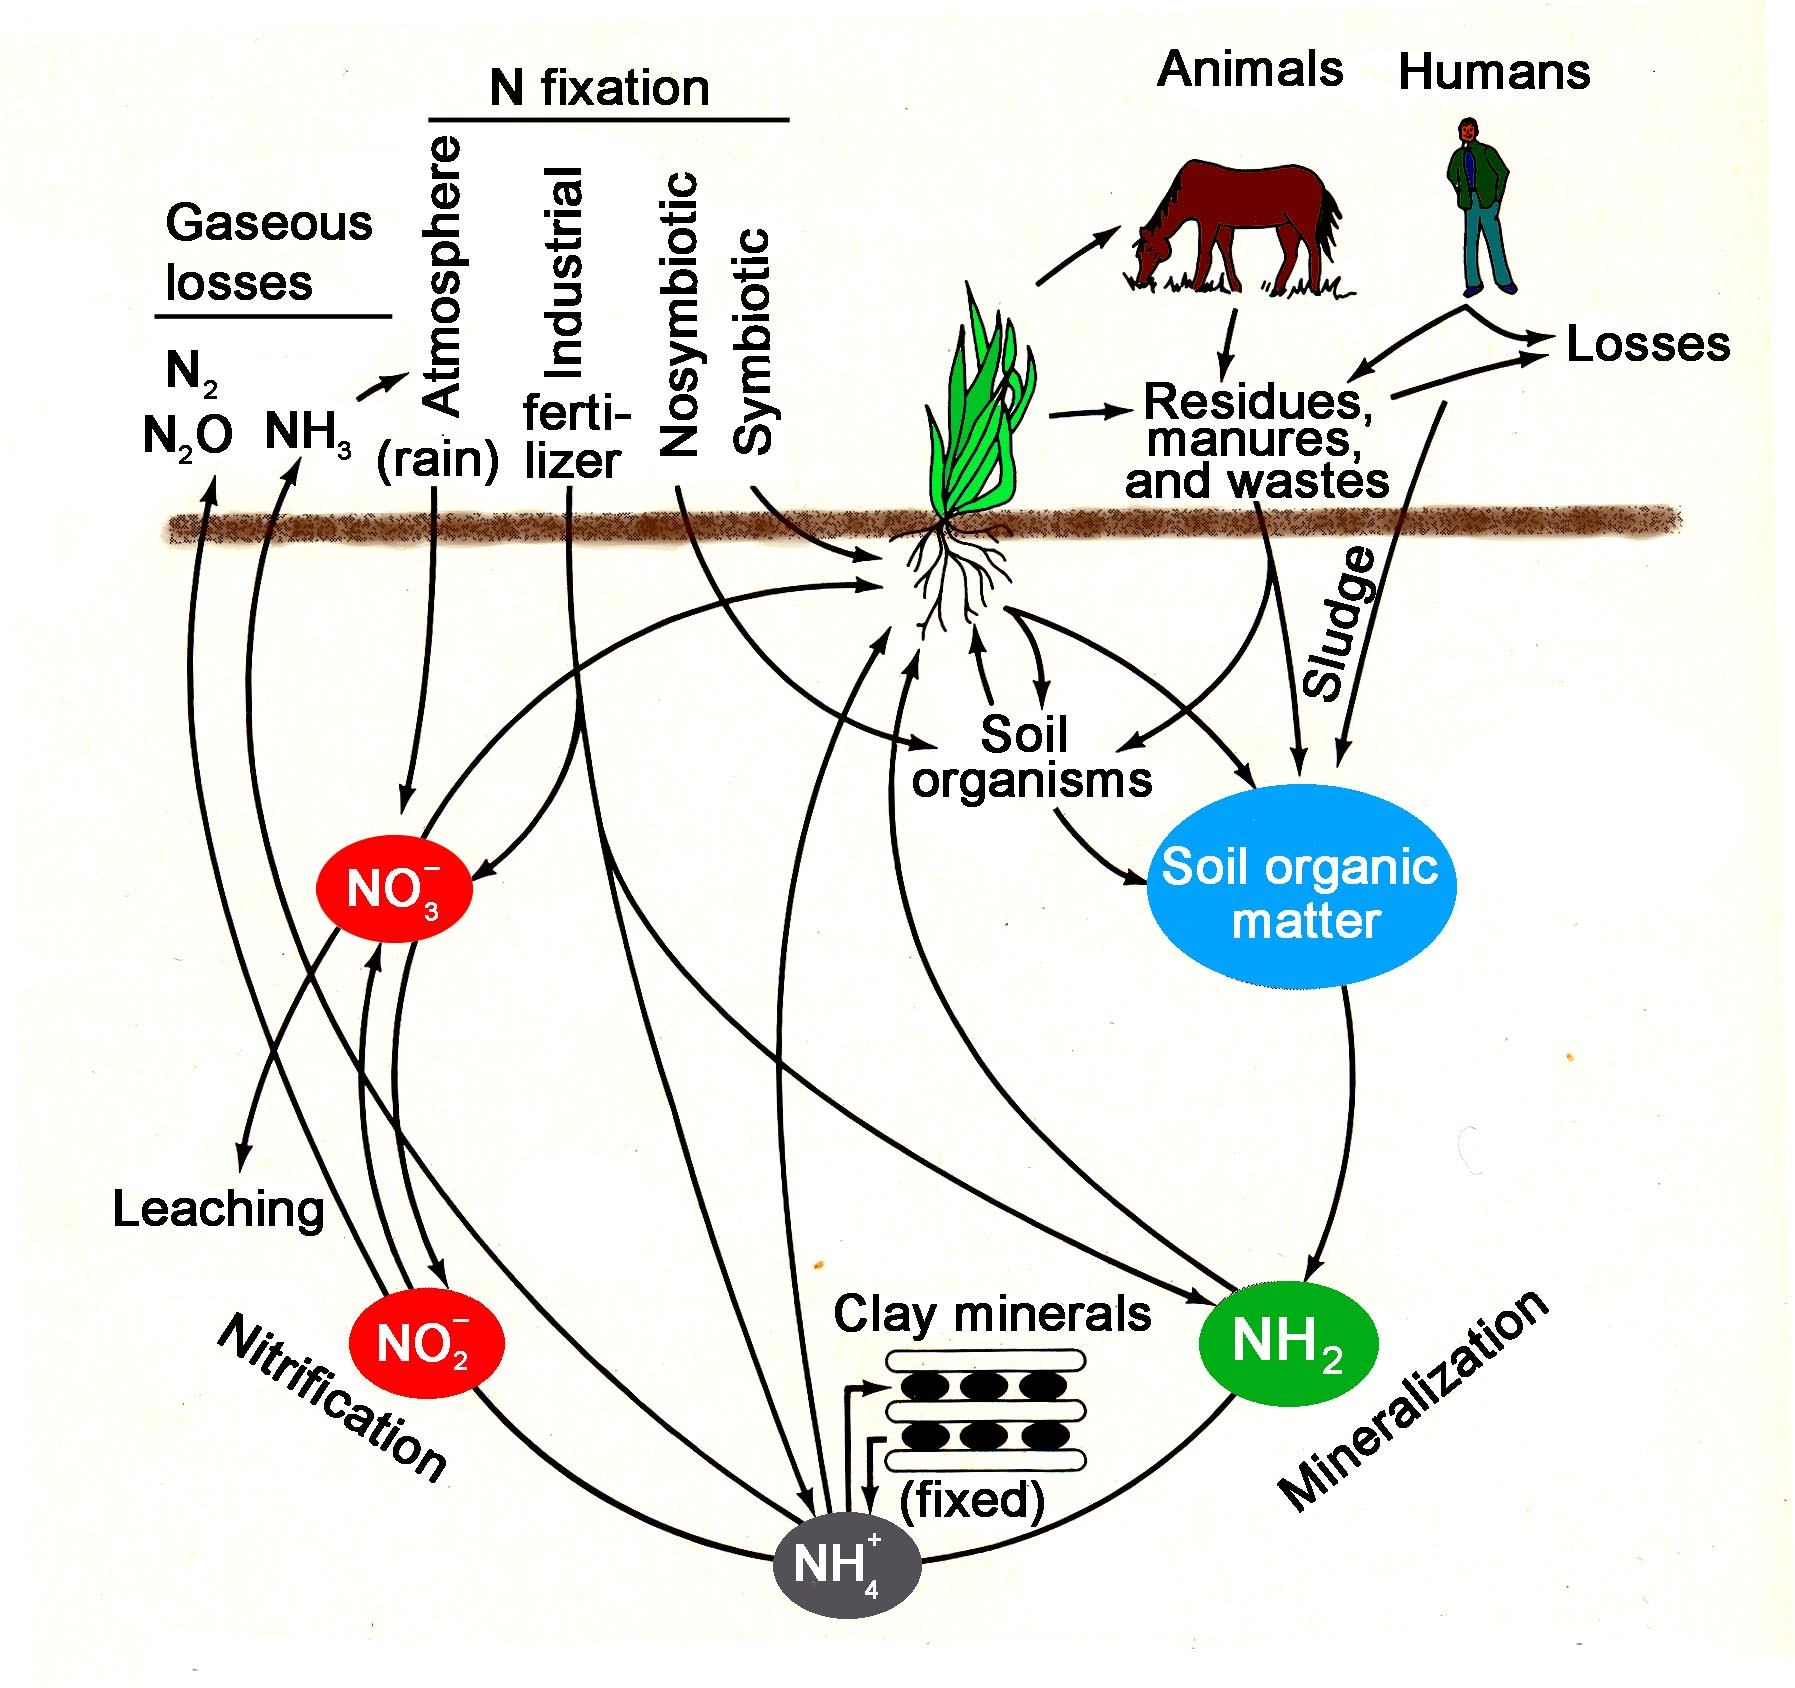 N fixation
Animals
Humans
Gaseous
losses
Atmosphere
(rain)
Industrial
ferti-
lizer
Nosymbiotic
Symbiotic
N₂
N₂O
NH₃
Losses
Residues,
manures,
and wastes
Sludge
Soil
organisms
Soil organic
matter
NO₃⁻
Leaching
NO₂⁻
Nitrification
Clay minerals
(fixed)
NH₄⁺
NH₂
Mineralization